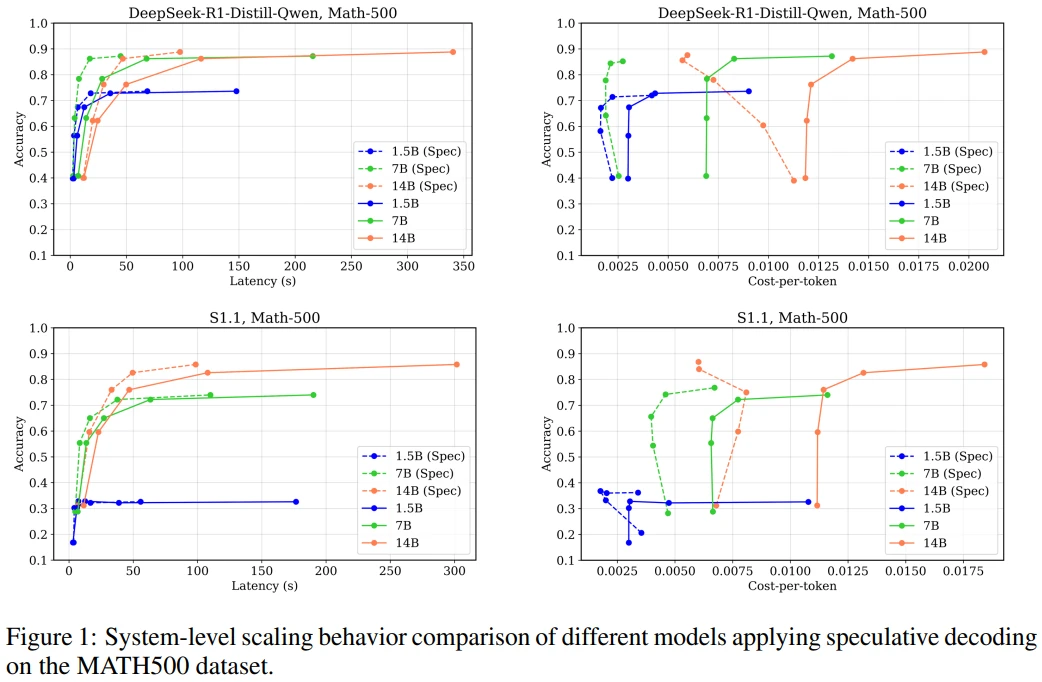 DeepSeek-R1-Distill-Qwen, Math-500
1.0
0.9
0.8
0.7
0.6
0.5
0.4
0.3
0.2
0.1
Accuracy
0 50 100 150 200 250 300 350
Latency (s)
1.5B (Spec)
7B (Spec)
14B (Spec)
1.5B
7B
14B
DeepSeek-R1-Distill-Qwen, Math-500
1.0
0.9
0.8
0.7
0.6
0.5
0.4
0.3
0.2
0.1
Accuracy
0.0025 0.0050 0.0075 0.0100 0.0125 0.0150 0.0175 0.0200
Cost-per-token
1.5B (Spec)
7B (Spec)
14B (Spec)
1.5B
7B
14B
S1.1, Math-500
1.0
0.9
0.8
0.7
0.6
0.5
0.4
0.3
0.2
0.1
Accuracy
0 50 100 150 200 250 300
Latency (s)
1.5B (Spec)
7B (Spec)
14B (Spec)
1.5B
7B
14B
S1.1, Math-500
1.0
0.9
0.8
0.7
0.6
0.5
0.4
0.3
0.2
0.1
Accuracy
0.0025 0.0050 0.0075 0.0100 0.0125 0.0150 0.0175
Cost-per-token
1.5B (Spec)
7B (Spec)
14B (Spec)
1.5B
7B
14B
Figure 1: System-level scaling behavior comparison of different models applying speculative decoding
on the MATH500 dataset.